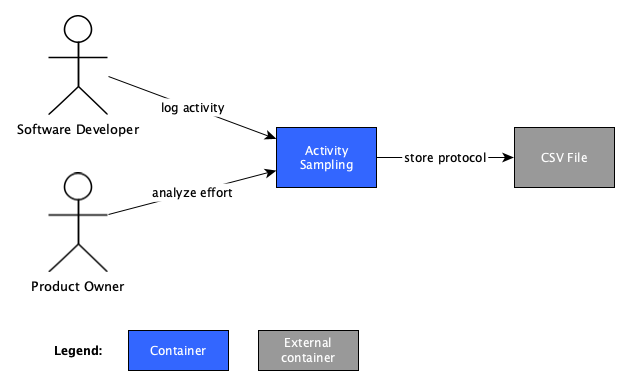 log activity
Software Developer
Activity
Sampling
store protocol
CSV File
analyze effort
Product Owner
Legend:
Container
External
container